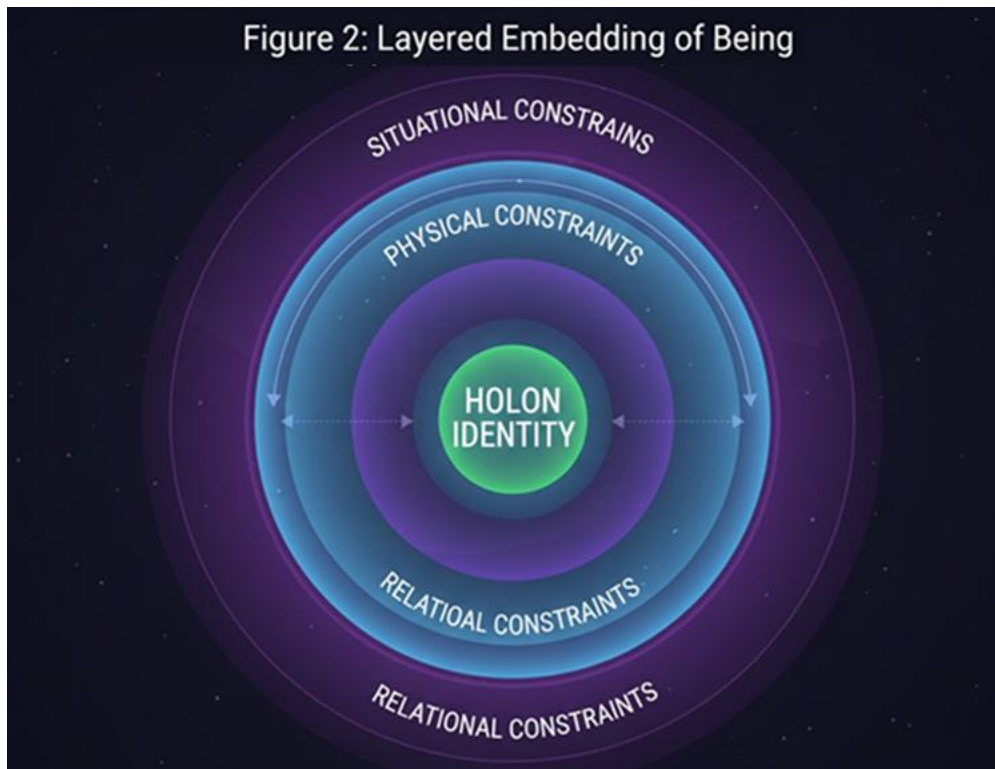 Figure 2: Layered Embedding of Being
SITUATIONAL CONSTRAINS
PHYSICAL CONSTRAINTS
HOLON
IDENTITY
RELATIOAL CONSTRAINTS
RELATIONAL CONSTRAINTS